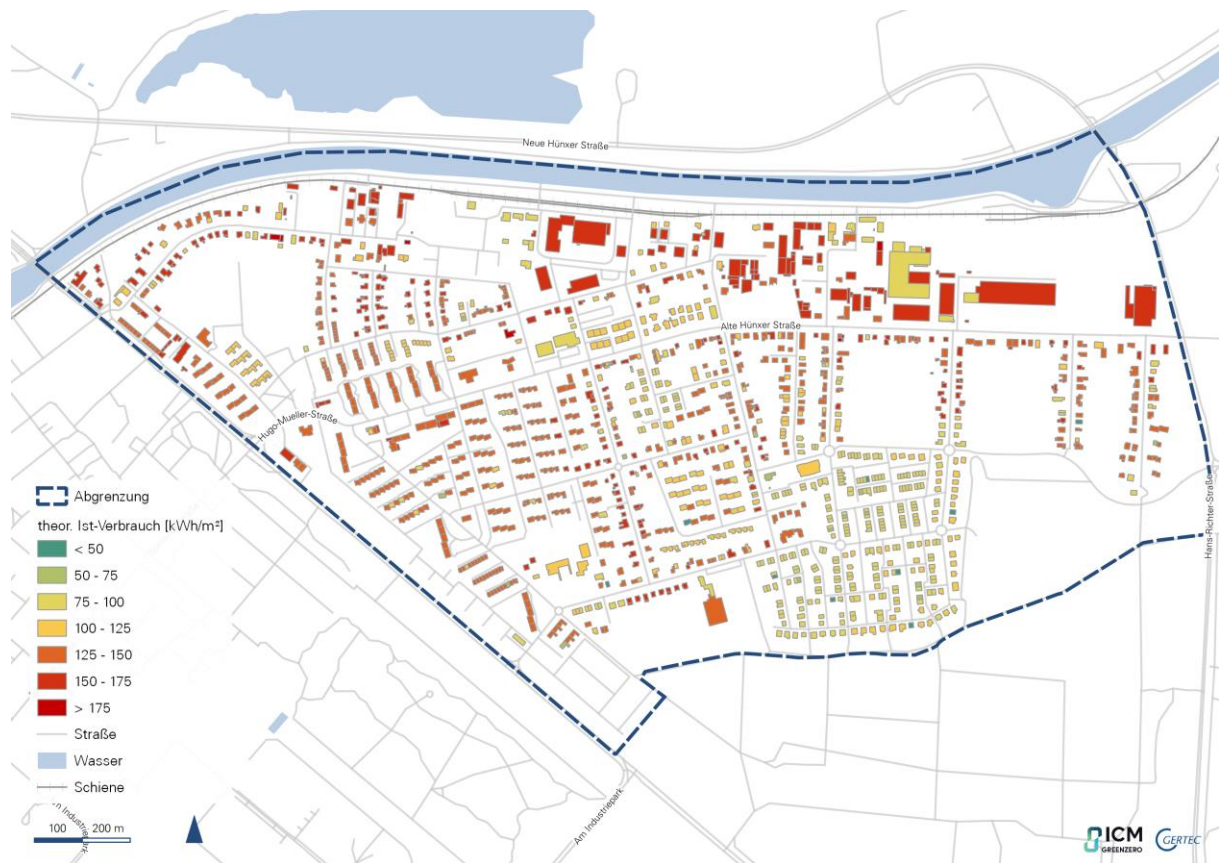 Neue Hünxer Straße
Alte Hünxer Straße
Hugo-Mueller-Straße
Hans-Richter-Straße
Abgrenzung
theor. Ist-Verbrauch [kWh/m²]
< 50
50 - 75
75 - 100
100 - 125
125 - 150
150 - 175
> 175
Straße
Wasser
Schiene
Industriepark
100 200 m
Am Industriepark
ICM
GREENZERO
GERTEC